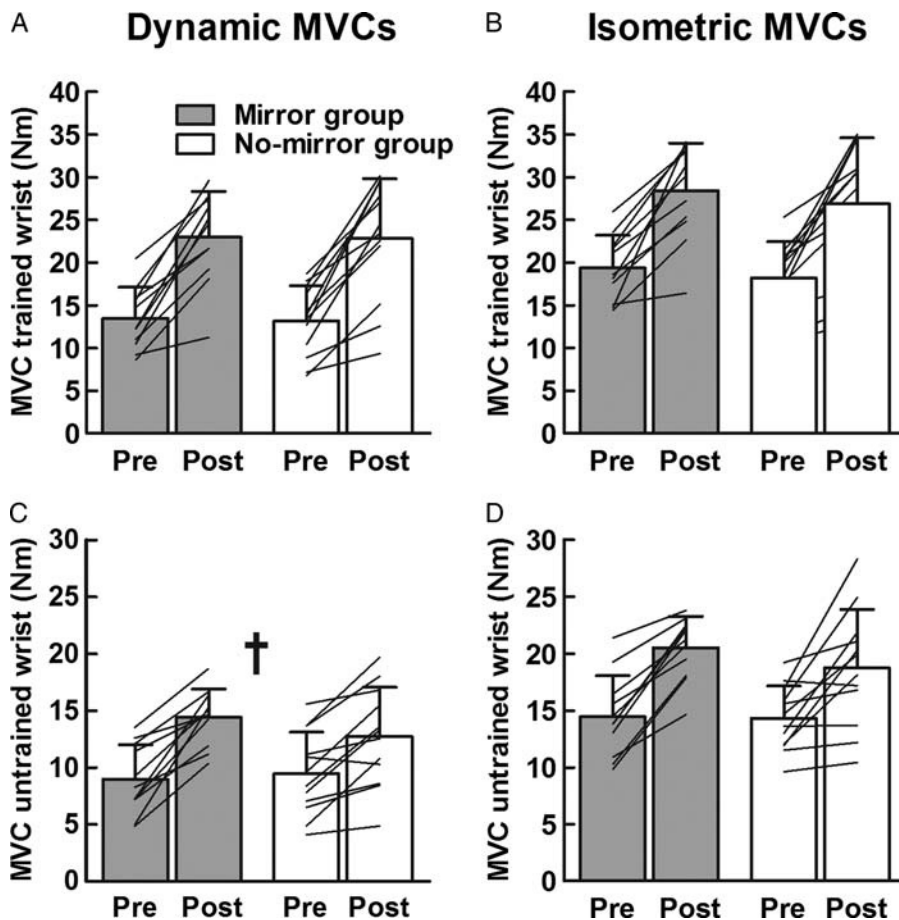 A Dynamic MVCs
B Isometric MVCs
MVC trained wrist (Nm)
40
35
30
25
20
15
10
5
0
Mirror group
No-mirror group
Pre Post Pre Post
MVC trained wrist (Nm)
40
35
30
25
20
15
10
5
0
Pre Post Pre Post
C
MVC untrained wrist (Nm)
30
25
20
15
10
5
0
†
Pre Post Pre Post
D
MVC untrained wrist (Nm)
30
25
20
15
10
5
0
Pre Post Pre Post